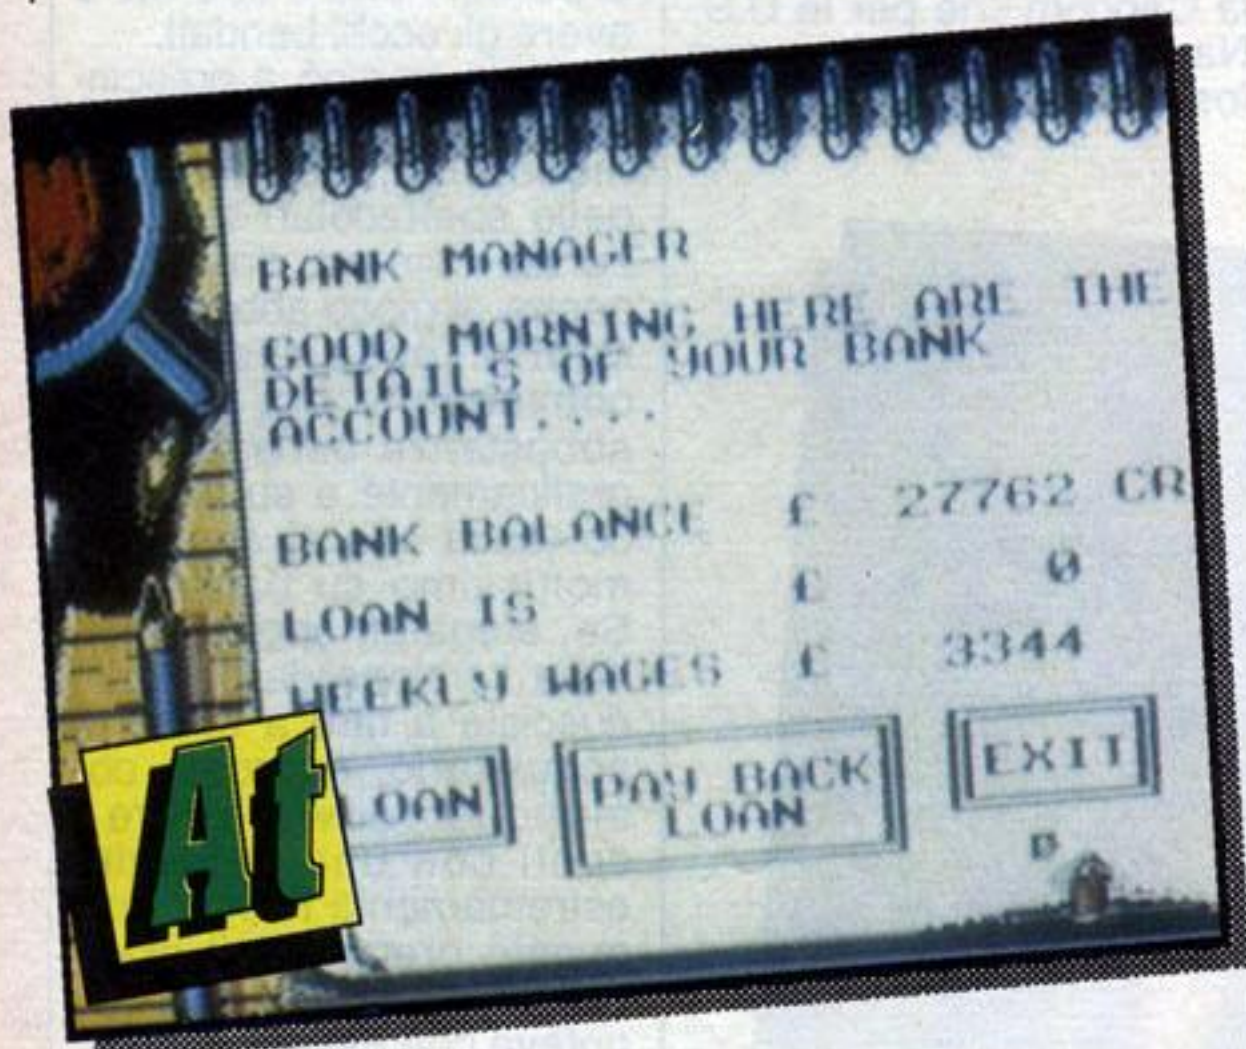 BANK MANAGER
GOOD MORNING HERE ARE THE
DETAILS OF YOUR BANK
ACCOUNT....
BANK BALANCE £ 27762 CR
LOAN IS £ 0
WEEKLY WAGES £ 3344
LOAN
PAY BACK
LOAN
EXIT
At